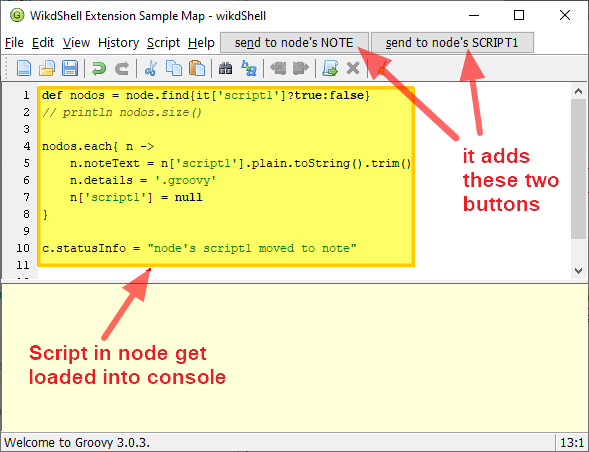 WikdShell Extension Sample Map - wikdShell
File Edit View History Script Help send to node's NOTE send to node's SCRIPT1
1 def nodos = node.find{it['script1']?true:false}
2 // println nodos.size()
3
4 nodos.each{ n ->
5 n.noteText = n['script1'].plain.toString().trim()
6 n.details = '.groovy'
7 n['script1'] = null
8 }
9
10 c.statusInfo = "node's script1 moved to note"
11
it adds
these two
buttons
Script in node get
loaded into console
Welcome to Groovy 3.0.3. 13:1